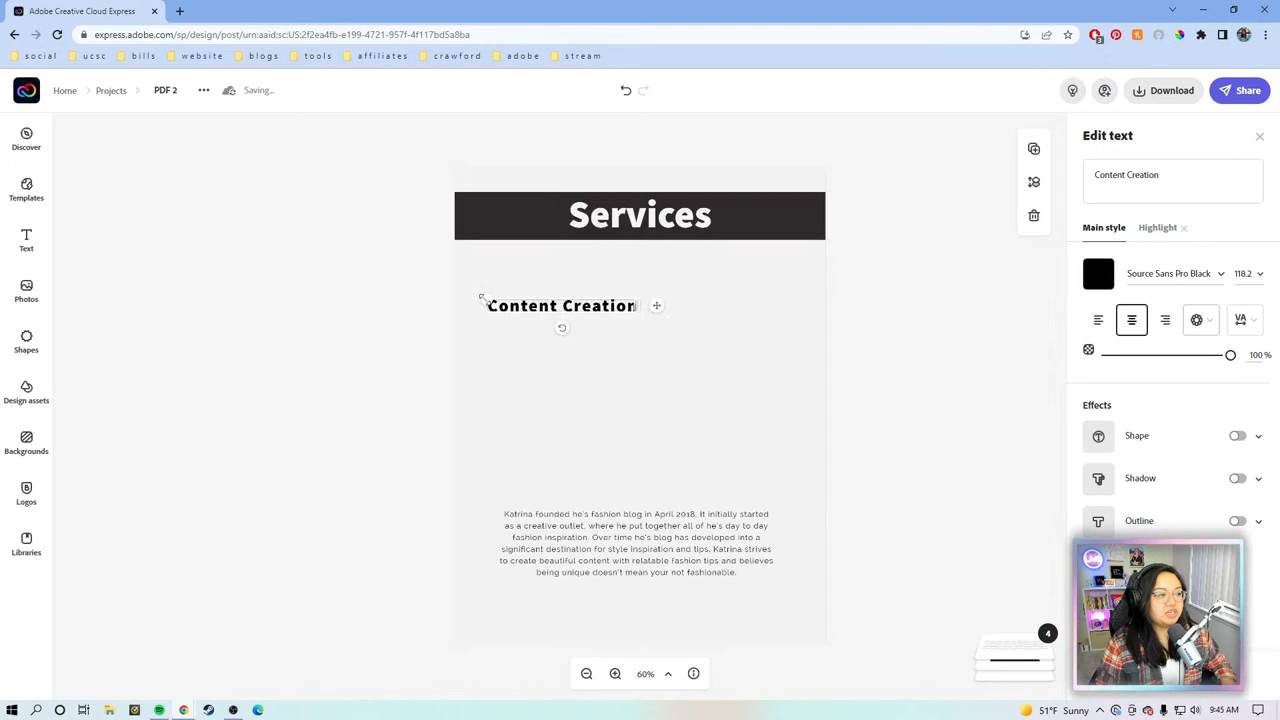 Adobe Creative Cloud Express
express.adobe.com/sp/design/post/urn:aaid:sc:US:2f2ea4fb-e199-4721-957f-4f117bd5a8ba
social ucsc bills website blogs tools affiliates crawford adobe stream
Home Projects PDF 2 ••• Saving... Download Share
Discover
Templates
Text
Photos
Shapes
Design assets
Backgrounds
Logos
Libraries
Services
Content Creation
Katrina founded he's fashion blog in April 2018. It initially started
as a creative outlet, where he put together all of he's day to day
fashion inspiration. Over time he's blog has developed into a
significant destination for style inspiration and tips. Katrina strives
to create beautiful content with relatable fashion tips and believes
being unique doesn't mean your not fashionable.
60%
4
Edit text
Content Creation
Main style Highlight
Source Sans Pro Black 118.2
VA
100 %
Effects
Shape
Shadow
Outline
51°F Sunny 9:45 AM